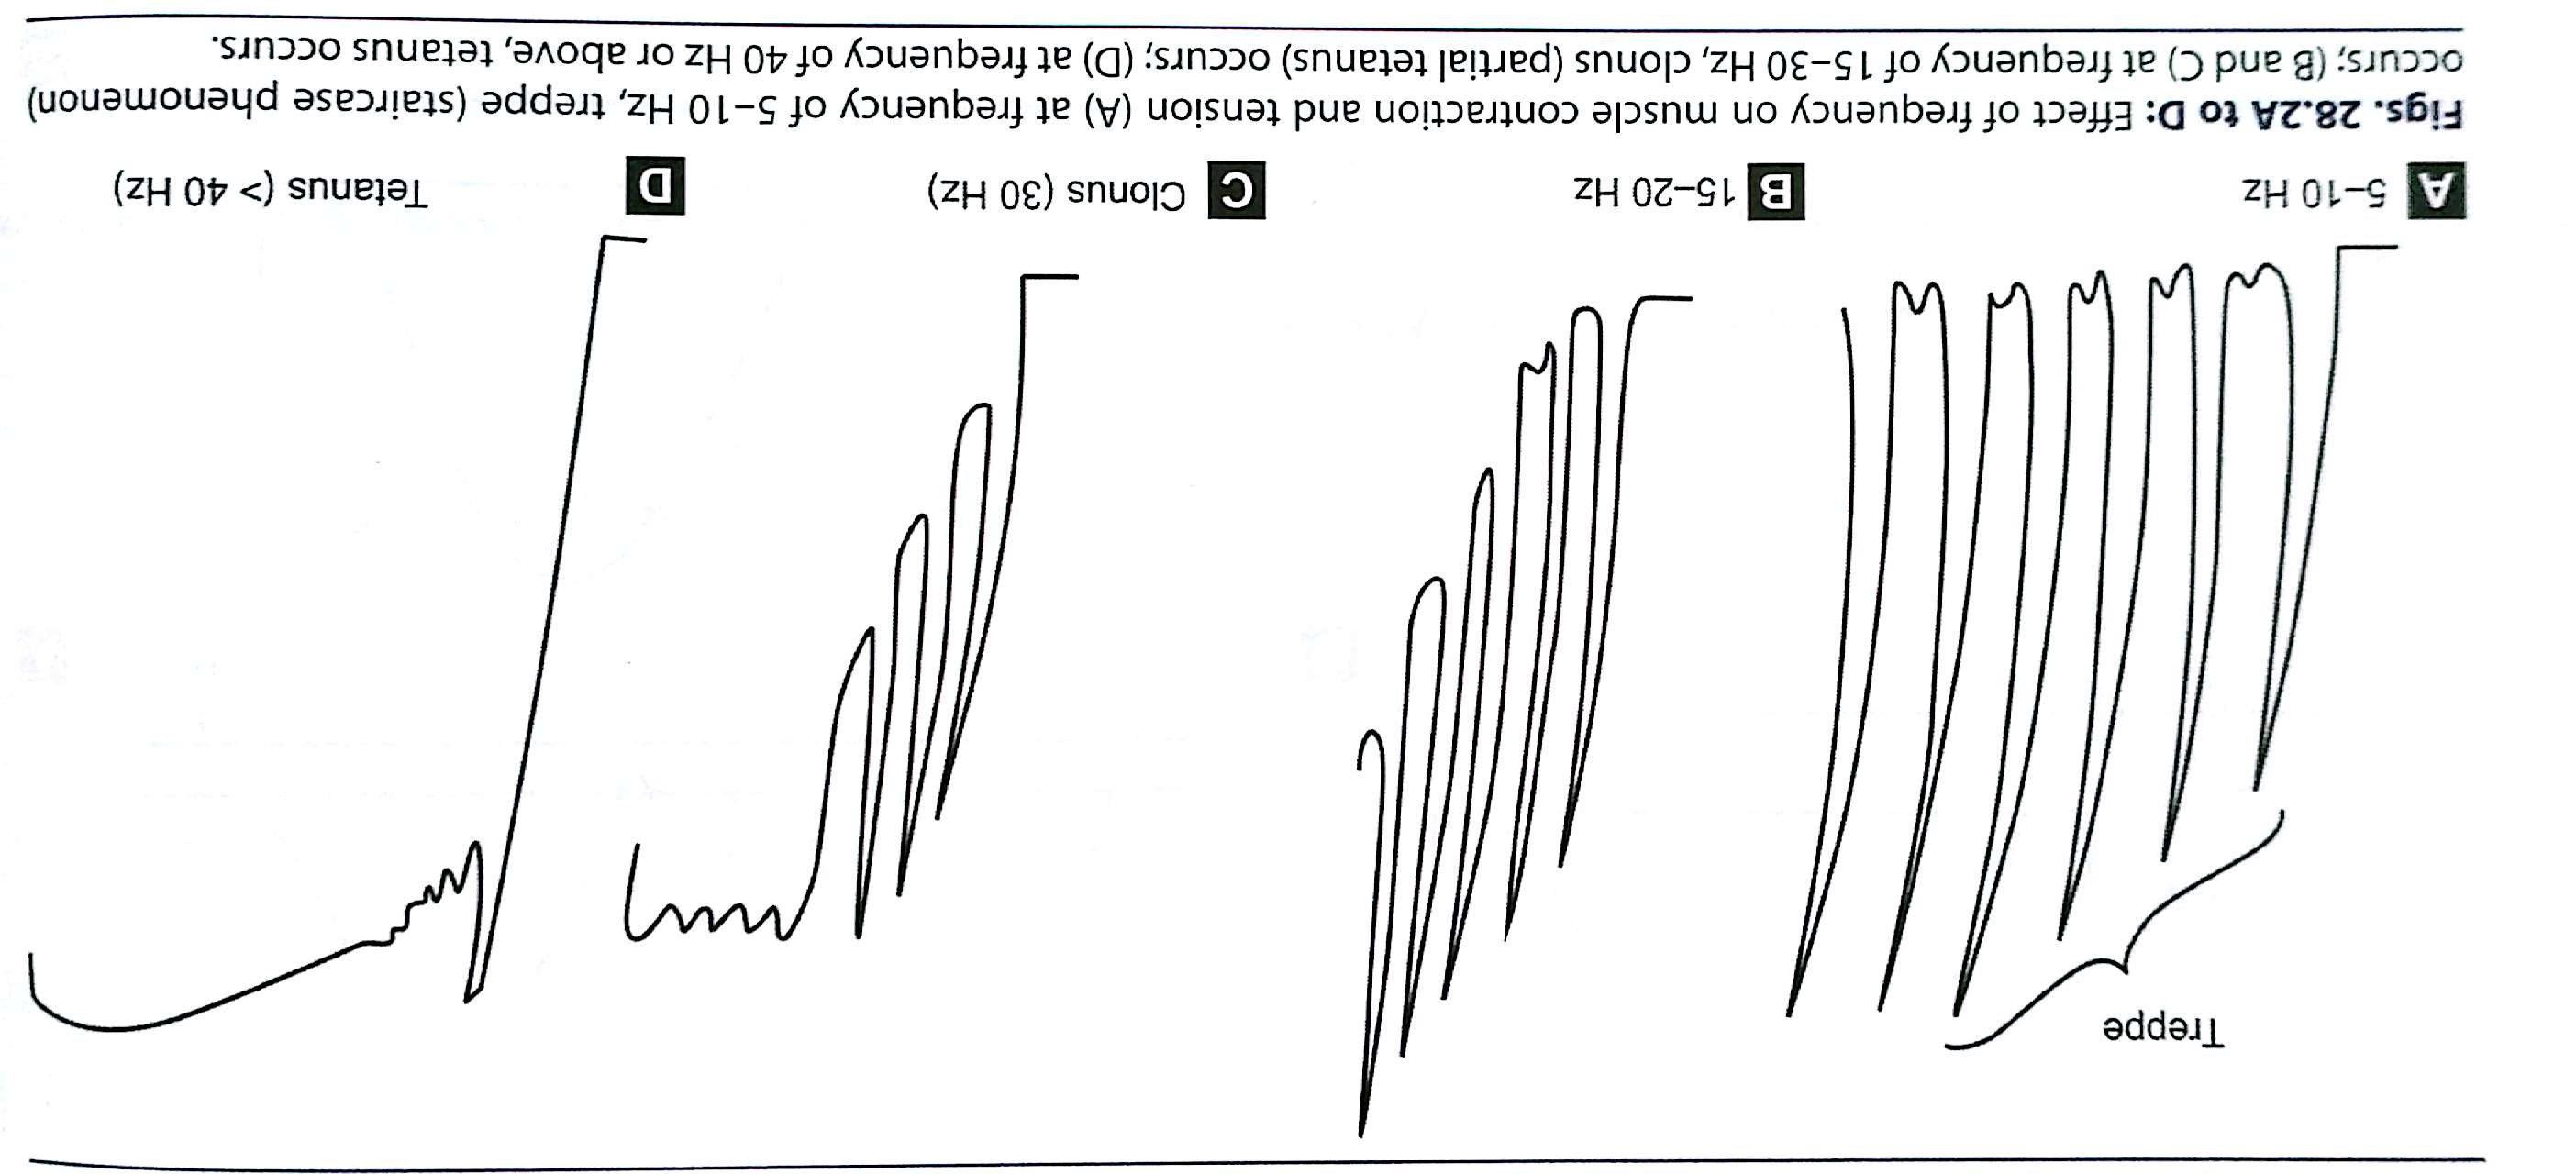 Treppe
A 5–10 Hz
B 15–20 Hz
C Clonus (30 Hz)
D Tetanus (> 40 Hz)
Figs. 28.2A to D: Effect of frequency on muscle contraction and tension (A) at frequency of 5–10 Hz, treppe (staircase phenomenon)
occurs; (B and C) at frequency of 15–30 Hz, clonus (partial tetanus) occurs; (D) at frequency of 40 Hz or above, tetanus occurs.